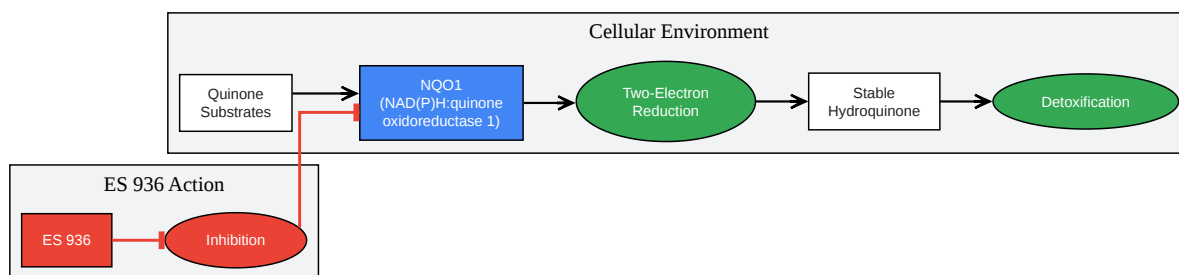 Cellular Environment
Quinone
Substrates
NQO1
(NAD(P)H:quinone
oxidoreductase 1)
Two-Electron
Reduction
Stable
Hydroquinone
Detoxification
ES 936 Action
ES 936
Inhibition